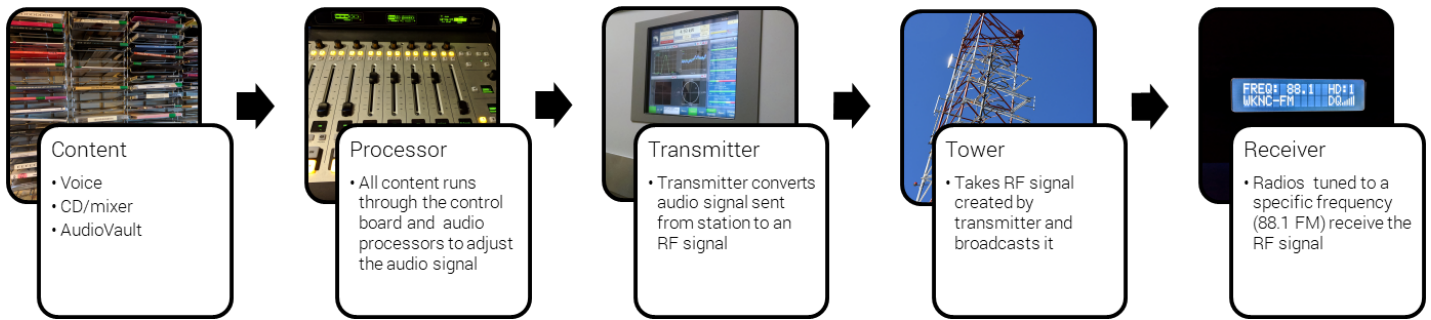 Content
• Voice
• CD/mixer
• AudioVault
Processor
• All content runs
through the control
board and audio
processors to adjust
the audio signal
Transmitter
• Transmitter converts
audio signal sent
from station to an
RF signal
Tower
• Takes RF signal
created by
transmitter and
broadcasts it
FREQ: 88.1 HD:1
WKNC-FM DQ
Receiver
• Radios tuned to a
specific frequency
(88.1 FM) receive the
RF signal